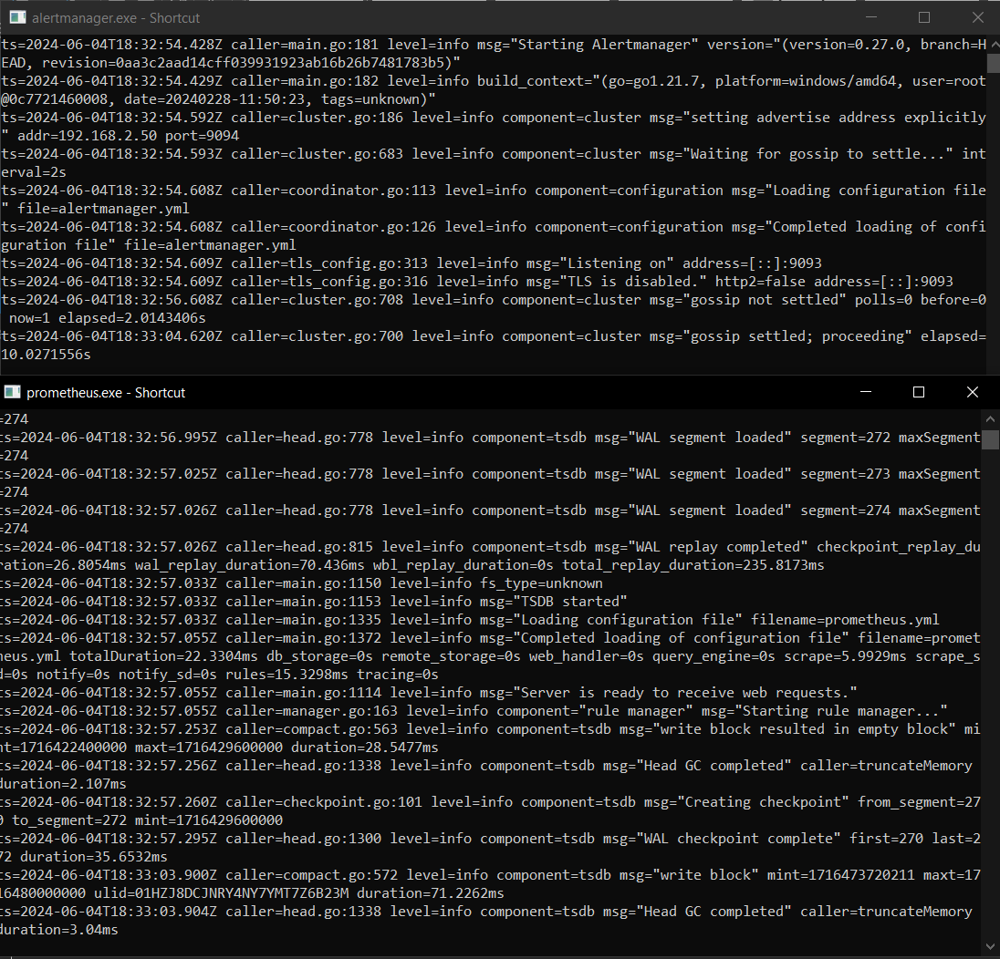 alertmanager.exe - Shortcut
ts=2024-06-04T18:32:54.428Z caller=main.go:181 level=info msg="Starting Alertmanager" version="(version=0.27.0, branch=H
EAD, revision=0aa3c2aad14cff039931923ab16b26b7481783b5)"
ts=2024-06-04T18:32:54.429Z caller=main.go:182 level=info build_context="(go=go1.21.7, platform=windows/amd64, user=root
@0c7721460008, date=20240228-11:50:23, tags=unknown)"
ts=2024-06-04T18:32:54.592Z caller=cluster.go:186 level=info component=cluster msg="setting advertise address explicitly
" addr=192.168.2.50 port=9094
ts=2024-06-04T18:32:54.593Z caller=cluster.go:683 level=info component=cluster msg="Waiting for gossip to settle..." int
erval=2s
ts=2024-06-04T18:32:54.608Z caller=coordinator.go:113 level=info component=configuration msg="Loading configuration file
" file=alertmanager.yml
ts=2024-06-04T18:32:54.608Z caller=coordinator.go:126 level=info component=configuration msg="Completed loading of confi
guration file" file=alertmanager.yml
ts=2024-06-04T18:32:54.609Z caller=tls_config.go:313 level=info msg="Listening on" address=[::]:9093
ts=2024-06-04T18:32:54.609Z caller=tls_config.go:316 level=info msg="TLS is disabled." http2=false address=[::]:9093
ts=2024-06-04T18:32:56.608Z caller=cluster.go:708 level=info component=cluster msg="gossip not settled" polls=0 before=0
 now=1 elapsed=2.0143406s
ts=2024-06-04T18:33:04.620Z caller=cluster.go:700 level=info component=cluster msg="gossip settled; proceeding" elapsed=
10.0271556s
prometheus.exe - Shortcut
=274
ts=2024-06-04T18:32:56.995Z caller=head.go:778 level=info component=tsdb msg="WAL segment loaded" segment=272 maxSegment
=274
ts=2024-06-04T18:32:57.025Z caller=head.go:778 level=info component=tsdb msg="WAL segment loaded" segment=273 maxSegment
=274
ts=2024-06-04T18:32:57.026Z caller=head.go:778 level=info component=tsdb msg="WAL segment loaded" segment=274 maxSegment
=274
ts=2024-06-04T18:32:57.026Z caller=head.go:815 level=info component=tsdb msg="WAL replay completed" checkpoint_replay_du
ration=26.8054ms wal_replay_duration=70.436ms wbl_replay_duration=0s total_replay_duration=235.8173ms
ts=2024-06-04T18:32:57.033Z caller=main.go:1150 level=info fs_type=unknown
ts=2024-06-04T18:32:57.033Z caller=main.go:1153 level=info msg="TSDB started"
ts=2024-06-04T18:32:57.033Z caller=main.go:1335 level=info msg="Loading configuration file" filename=prometheus.yml
ts=2024-06-04T18:32:57.055Z caller=main.go:1372 level=info msg="Completed loading of configuration file" filename=promet
heus.yml totalDuration=22.3304ms db_storage=0s remote_storage=0s web_handler=0s query_engine=0s scrape=5.9929ms scrape_s
d=0s notify=0s notify_sd=0s rules=15.3298ms tracing=0s
ts=2024-06-04T18:32:57.055Z caller=main.go:1114 level=info msg="Server is ready to receive web requests."
ts=2024-06-04T18:32:57.055Z caller=manager.go:163 level=info component="rule manager" msg="Starting rule manager..."
ts=2024-06-04T18:32:57.253Z caller=compact.go:563 level=info component=tsdb msg="write block resulted in empty block" mi
nt=1716422400000 maxt=1716429600000 duration=28.5477ms
ts=2024-06-04T18:32:57.256Z caller=head.go:1338 level=info component=tsdb msg="Head GC completed" caller=truncateMemory
duration=2.107ms
ts=2024-06-04T18:32:57.260Z caller=checkpoint.go:101 level=info component=tsdb msg="Creating checkpoint" from_segment=27
0 to_segment=272 mint=1716429600000
ts=2024-06-04T18:32:57.295Z caller=head.go:1300 level=info component=tsdb msg="WAL checkpoint complete" first=270 last=2
72 duration=35.6532ms
ts=2024-06-04T18:33:03.900Z caller=compact.go:572 level=info component=tsdb msg="write block" mint=1716473720211 maxt=17
16480000000 ulid=01HZJ8DCJNRY4NY7YMT7Z6B23M duration=71.2262ms
ts=2024-06-04T18:33:03.904Z caller=head.go:1338 level=info component=tsdb msg="Head GC completed" caller=truncateMemory
duration=3.04ms